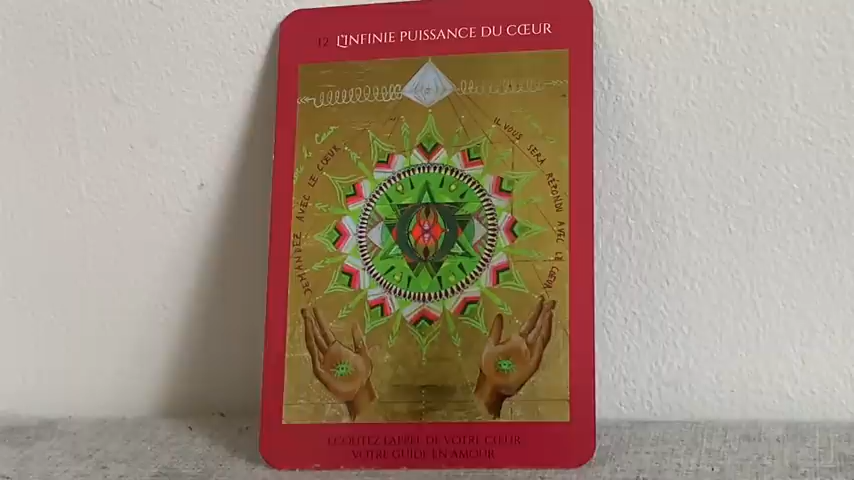 12 L'INFINIE PUISSANCE DU CŒUR
DEMANDEZ AVEC LE CŒUR
IL VOUS SERA RÉPONDU AVEC LE CŒUR
ECOUTEZ L'APPEL DE VOTRE CŒUR
VOTRE GUIDE EN AMOUR